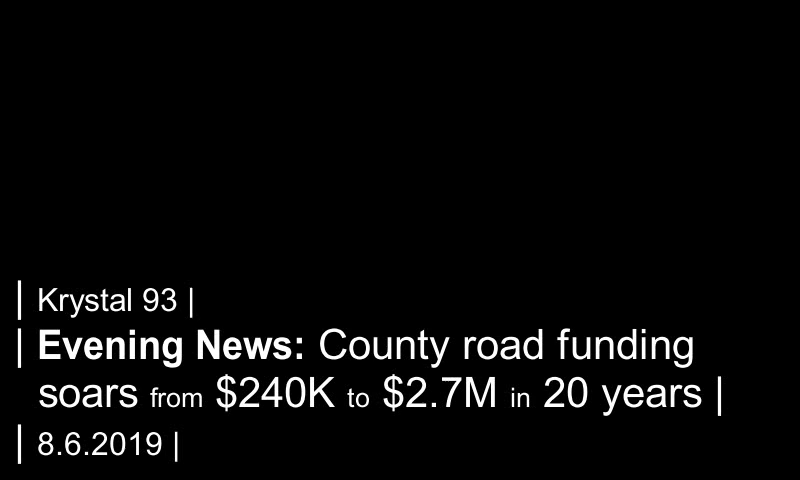 | Krystal 93 |
| Evening News: County road funding
soars from $240K to $2.7M in 20 years |
| 8.6.2019 |